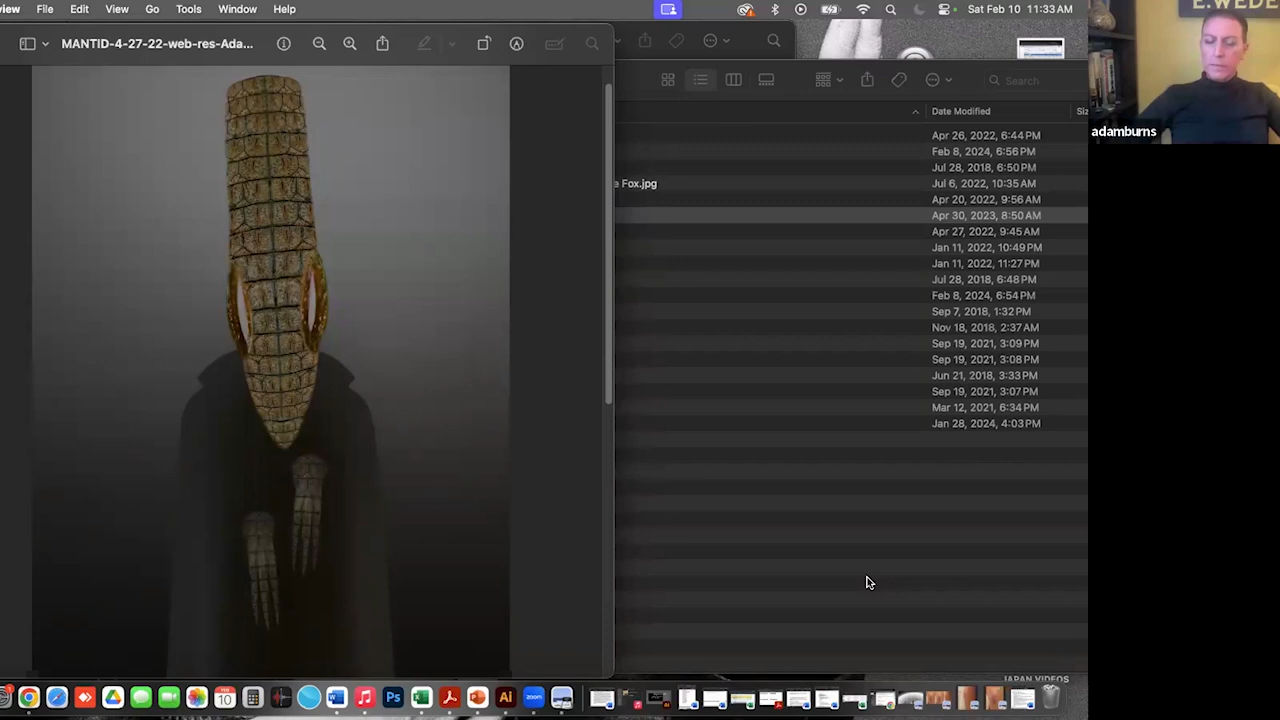 view File Edit View Go Tools Window Help Sat Feb 10 11:33 AM
MANTID-4-27-22-web-res-Ada...
Search
E.WEDE
adamburns
Date Modified Siz
Apr 26, 2022, 6:44 PM
Feb 8, 2024, 6:56 PM
Jul 28, 2018, 6:50 PM
e Fox.jpg Jul 6, 2022, 10:35 AM
Apr 20, 2022, 9:56 AM
Apr 30, 2023, 8:50 AM
Apr 27, 2022, 9:45 AM
Jan 11, 2022, 10:49 PM
Jan 11, 2022, 11:27 PM
Jul 28, 2018, 6:48 PM
Feb 8, 2024, 6:54 PM
Sep 7, 2018, 1:32 PM
Nov 18, 2018, 2:37 AM
Sep 19, 2021, 3:09 PM
Sep 19, 2021, 3:08 PM
Jun 21, 2018, 3:33 PM
Sep 19, 2021, 3:07 PM
Mar 12, 2021, 6:34 PM
Jan 28, 2024, 4:03 PM
JAPAN VIDEOS
FEB
10
W
Ps
X
P
Ai
zoom